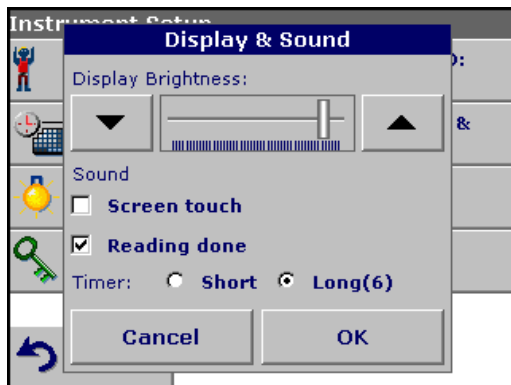 Display & Sound
D:
Display Brightness:
&
Sound
Screen touch
Reading done
Timer: Short Long(6)
Cancel OK